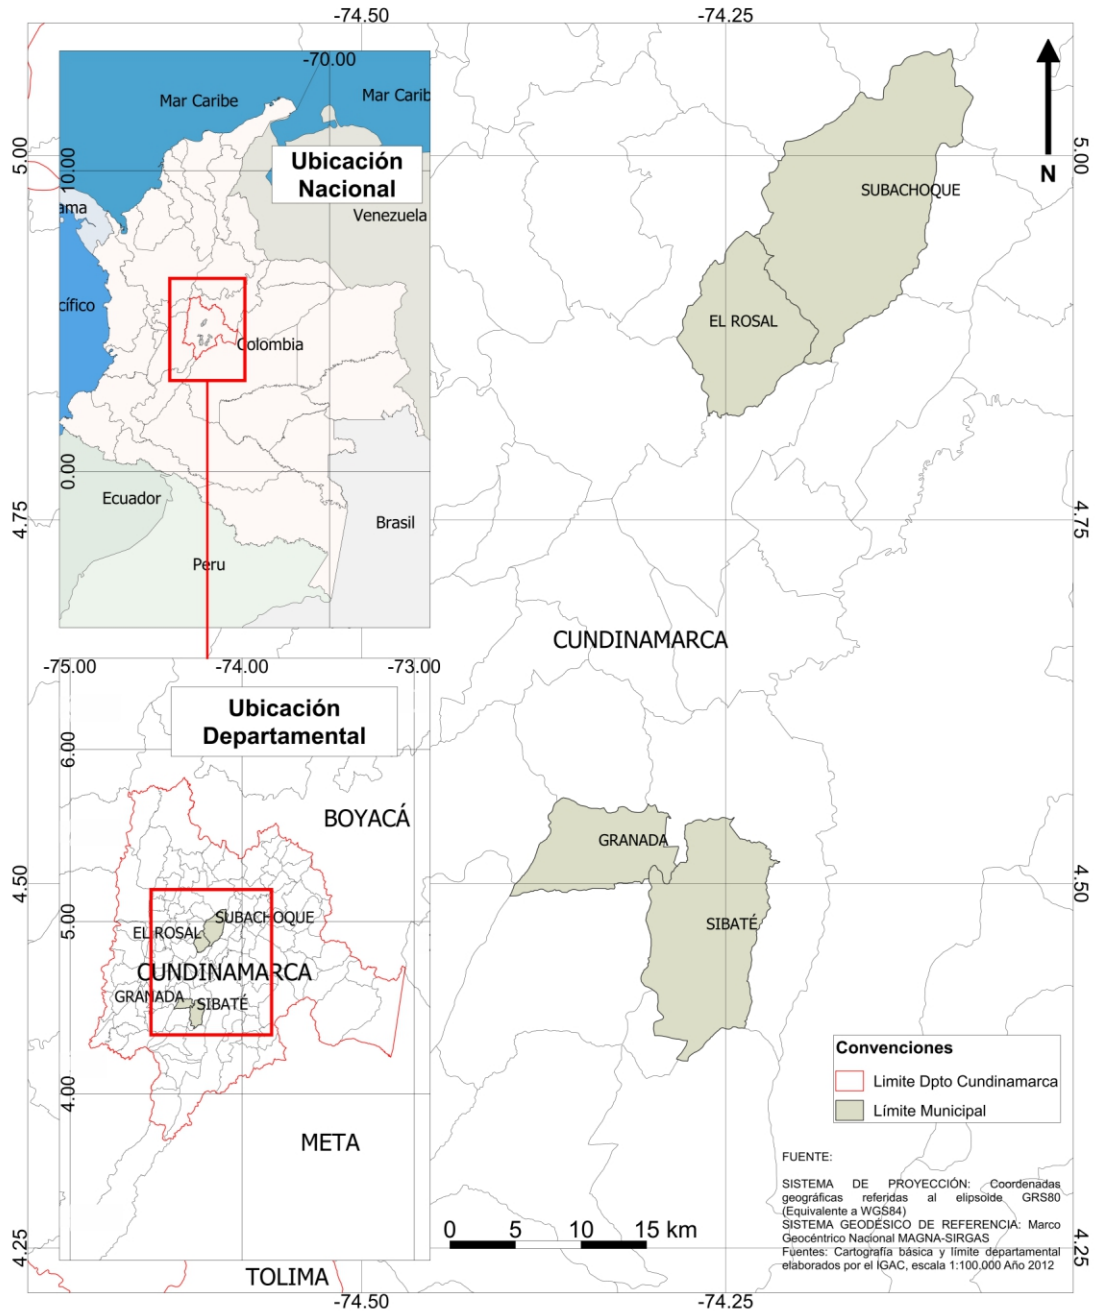 -74.50
-74.25
-70.00
Mar Caribe
Mar Carib
5.00
10.00
Ubicación
Nacional
ama
Venezuela
cífico
Colombia
0.00
Ecuador
Brasil
Peru
4.75
N
5.00
SUBACHOQUE
EL ROSAL
4.75
CUNDINAMARCA
-75.00
-74.00
-73.00
Ubicación
Departamental
6.00
BOYACÁ
4.50
5.00
SUBACHOQUE
EL ROSAL
CUNDINAMARCA
GRANADA
SIBATÉ
4.00
META
4.25
TOLIMA
GRANADA
SIBATÉ
4.50
Convenciones
Limite Dpto Cundinamarca
Límite Municipal
FUENTE:
SISTEMA DE PROYECCIÓN: Coordenadas
geográficas referidas al elipsoide GRS80
(Equivalente a WGS84)
SISTEMA GEODÉSICO DE REFERENCIA: Marco
Geocéntrico Nacional MAGNA-SIRGAS
Fuentes: Cartografía básica y límite departamental
elaborados por el IGAC, escala 1:100.000 Año 2012
4.25
0 5 10 15 km
-74.50
-74.25